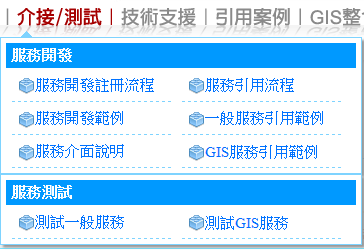 介接/測試 | 技術支援 | 引用案例 | GIS整
服務開發
服務開發註冊流程 服務引用流程
服務開發範例 一般服務引用範例
服務介面說明 GIS服務引用範例
服務測試
測試一般服務 測試GIS服務